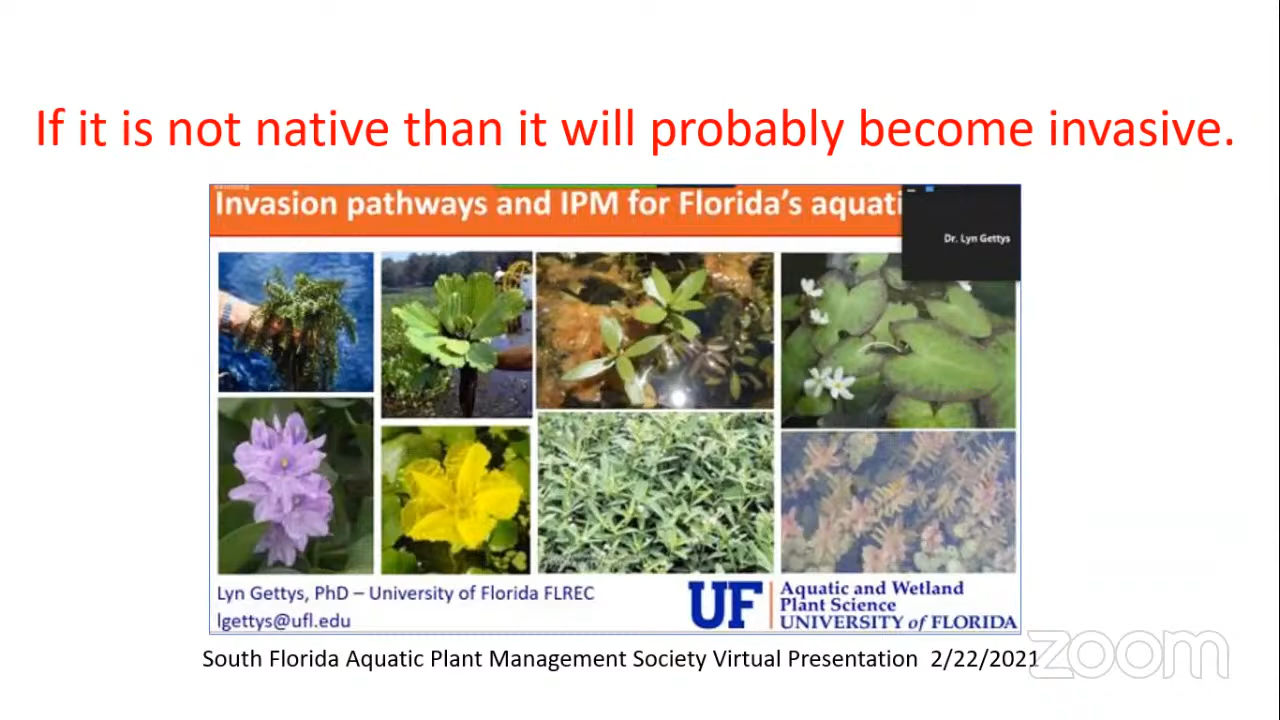 If it is not native than it will probably become invasive.
Invasion pathways and IPM for Florida's aquati
Dr. Lyn Gettys
Lyn Gettys, PhD – University of Florida FLREC
lgettys@ufl.edu
UF
Aquatic and Wetland
Plant Science
UNIVERSITY of FLORIDA
South Florida Aquatic Plant Management Society Virtual Presentation 2/22/2021
zoom